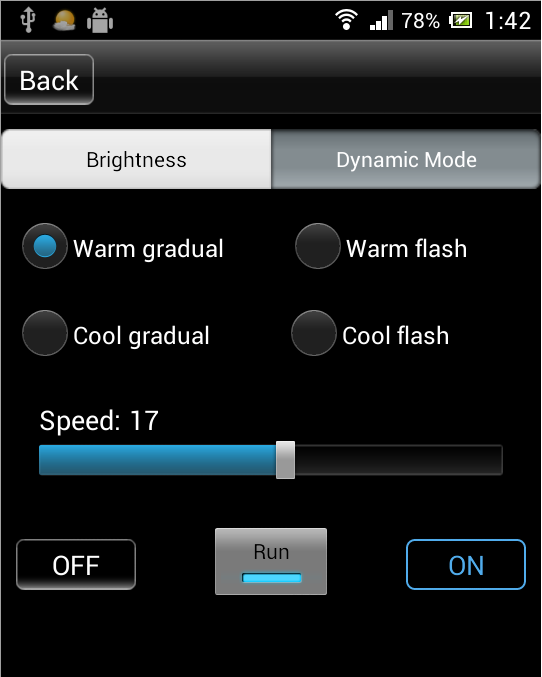 78% 1:42
Back
Brightness Dynamic Mode
Warm gradual Warm flash
Cool gradual Cool flash
Speed: 17
OFF Run ON